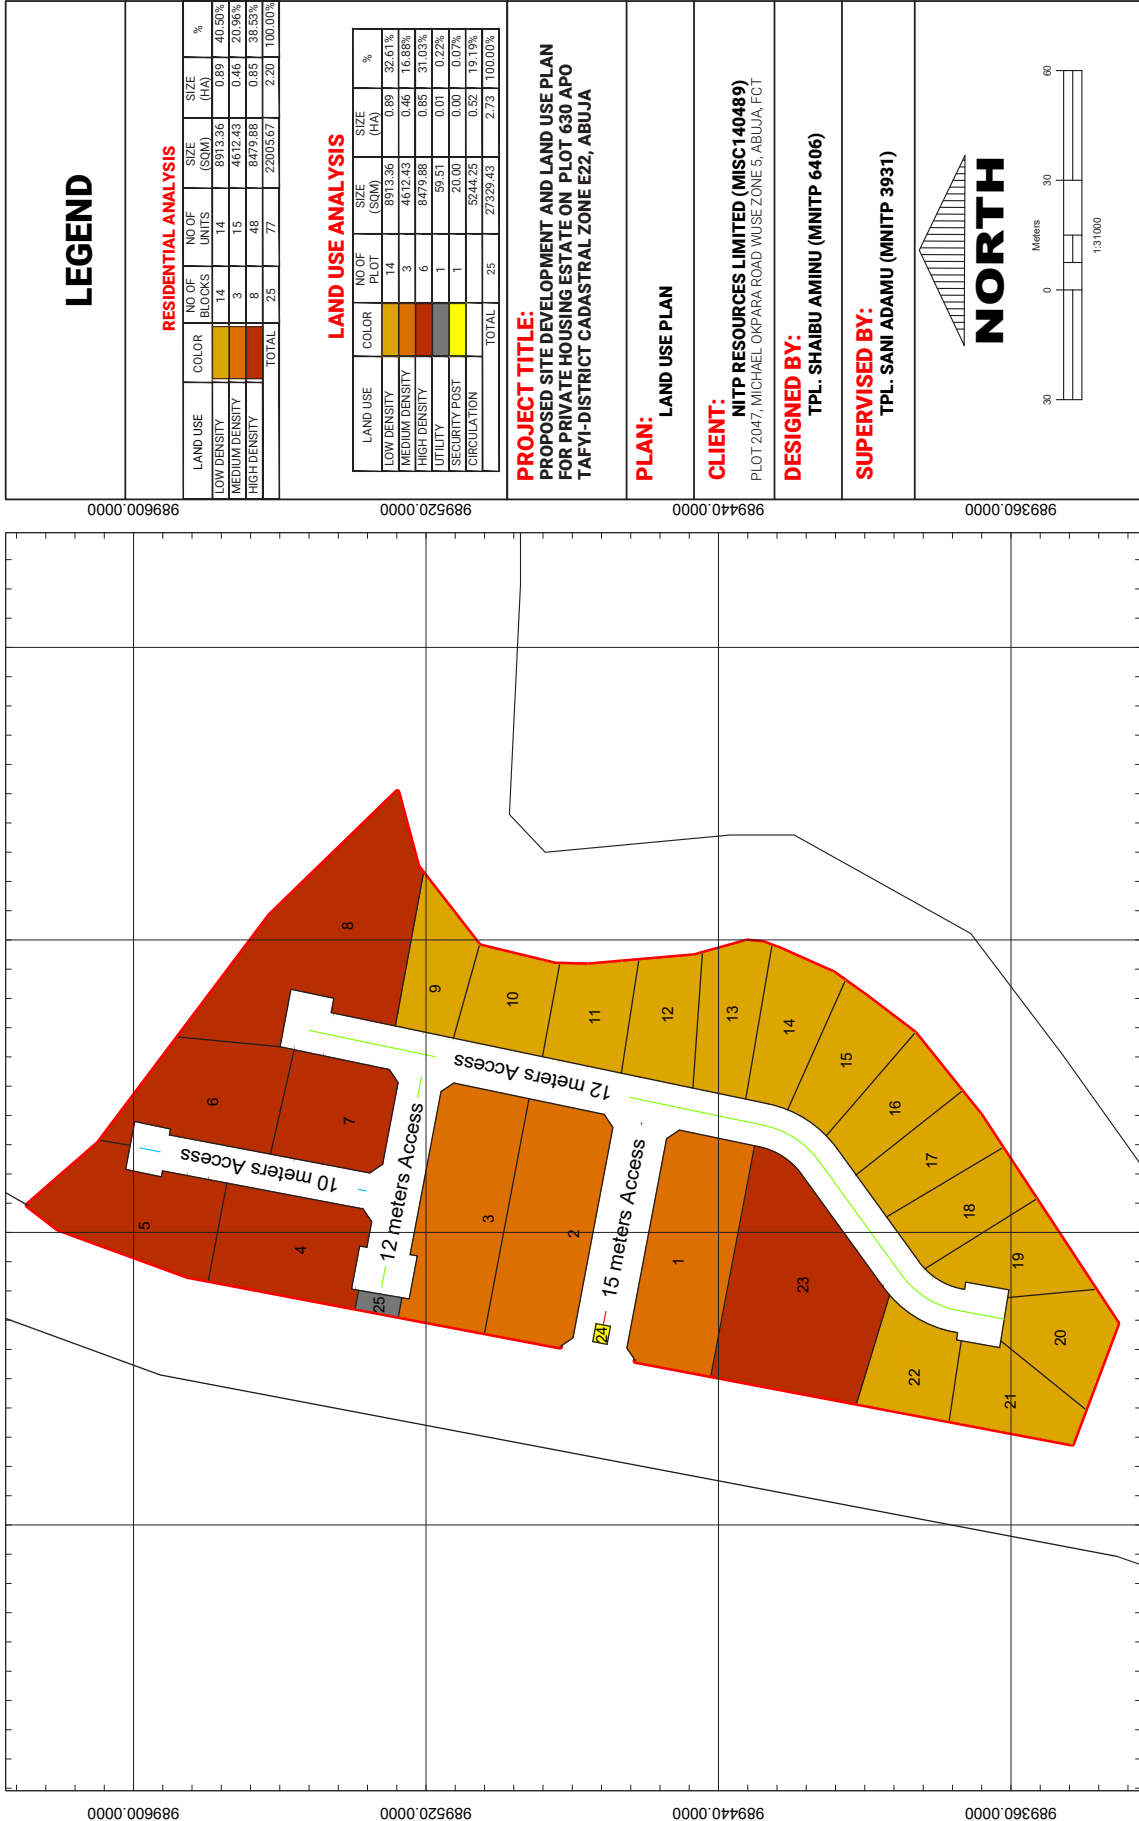 LEGEND
RESIDENTIAL ANALYSIS
LAND USE COLOR NO OF BLOCKS NO OF UNITS SIZE (SQM) SIZE (HA) %
LOW DENSITY 14 14 8913.36 0.89 40.50%
MEDIUM DENSITY 3 15 4612.43 0.46 20.96%
HIGH DENSITY 8 48 8479.88 0.85 38.53%
TOTAL 25 77 22005.67 2.20 100.00%
LAND USE ANALYSIS
LAND USE COLOR NO OF PLOT SIZE (SQM) SIZE (HA) %
LOW DENSITY 14 8913.36 0.89 32.61%
MEDIUM DENSITY 3 4612.43 0.46 16.88%
HIGH DENSITY 6 8479.88 0.85 31.03%
UTILITY 1 59.51 0.01 0.22%
SECURITY POST 1 20.00 0.00 0.07%
CIRCULATION 5244.25 0.52 19.19%
TOTAL 25 27329.43 2.73 100.00%
PROJECT TITLE:
PROPOSED SITE DEVELOPMENT AND LAND USE PLAN
FOR PRIVATE HOUSING ESTATE ON PLOT 630 APO
TAFYI-DISTRICT CADASTRAL ZONE E22, ABUJA
PLAN:
LAND USE PLAN
CLIENT:
NITP RESOURCES LIMITED (MISC140489)
PLOT 2047, MICHAEL OKPARA ROAD WUSE ZONE 5, ABUJA, FCT
DESIGNED BY:
TPL. SHAIBU AMINU (MNITP 6406)
SUPERVISED BY:
TPL. SANI ADAMU (MNITP 3931)
NORTH
Meters
30 0 30 60
1:31000
989600.0000
989520.0000
989440.0000
989360.0000
8
9
10
11
12
13
14
15
16
17
18
19
20
21
22
23
1
2
3
4
5
6
7
24
25
10 meters Access
12 meters Access
12 meters Access
15 meters Access
989600.0000
989520.0000
989440.0000
989360.0000